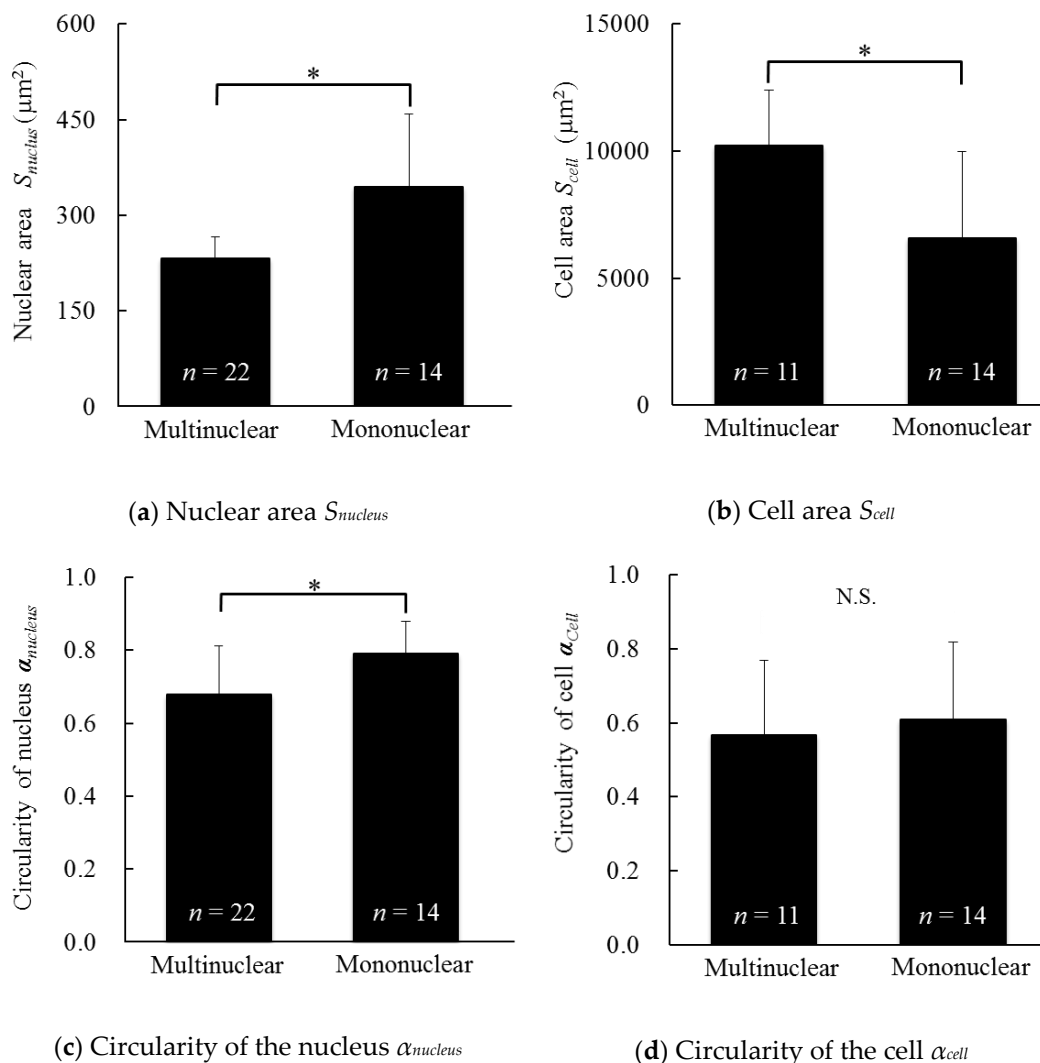 600
450
300
150
0
Nuclear area S_nuclus (μm²)
*
n = 22
n = 14
Multinuclear
Mononuclear
(a) Nuclear area S_nucleus
15000
10000
5000
0
Cell area S_cell (μm²)
*
n = 11
n = 14
Multinuclear
Mononuclear
(b) Cell area S_cell
1.0
0.8
0.6
0.4
0.2
0.0
Circularity of nucleus α_nucleus
*
n = 22
n = 14
Multinuclear
Mononuclear
(c) Circularity of the nucleus α_nucleus
1.0
0.8
0.6
0.4
0.2
0.0
Circularity of cell α_Cell
N.S.
n = 11
n = 14
Multinuclear
Mononuclear
(d) Circularity of the cell α_cell